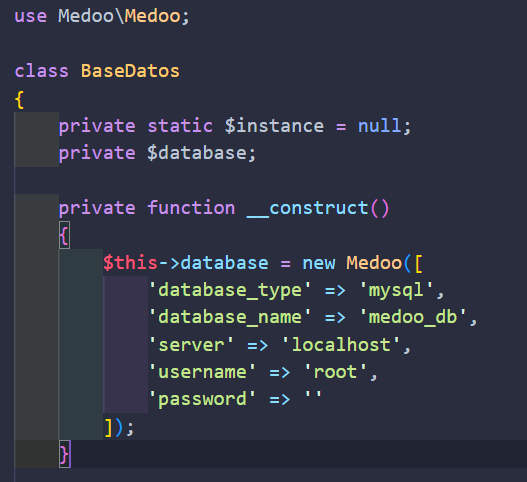 use Medoo\Medoo;
class BaseDatos
{
private static $instance = null;
private $database;
private function __construct()
{
$this->database = new Medoo([
'database_type' => 'mysql',
'database_name' => 'medoo_db',
'server' => 'localhost',
'username' => 'root',
'password' => ''
]);
}